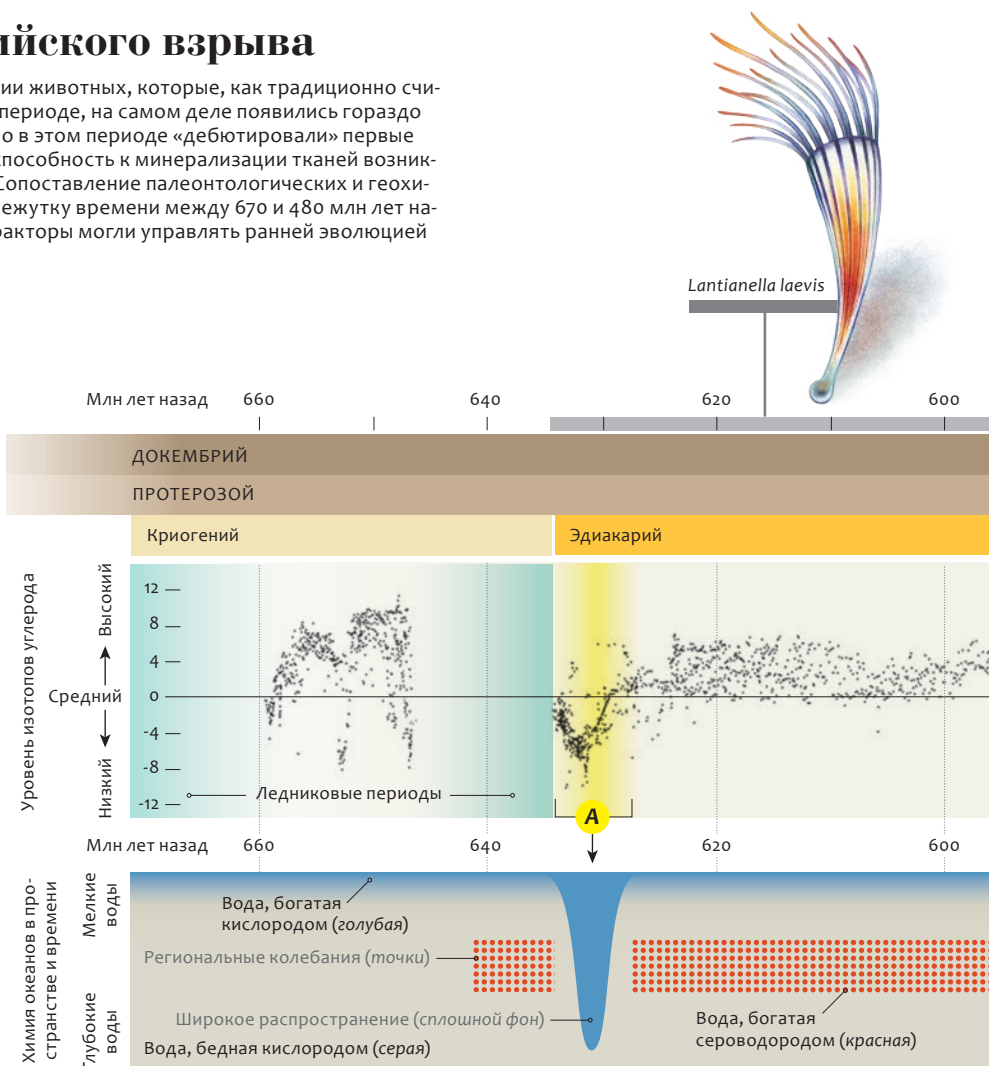 ийского взрыва
ии животных, которые, как традиционно счи-
периоде, на самом деле появились гораздо
о в этом периоде «дебютировали» первые
пособность к минерализации тканей возник-
Сопоставление палеонтологических и геохи-
ежутку времени между 670 и 480 млн лет на-
акторы могли управлять ранней эволюцией
Lantianella laevis
Млн лет назад 660 640 620 600
ДОКЕМБРИЙ
ПРОТЕРОЗОЙ
Криогений Эдиакарий
Уровень изотопов углерода
Высокий
Средний
Низкий
12
8
4
0
-4
-8
-12
Ледниковые периоды
A
Млн лет назад 660 640 620 600
Химия океанов в про-
странстве и времени
Мелкие
воды
Глубокие
воды
Вода, богатая
кислородом (голубая)
Региональные колебания (точки)
Широкое распространение (сплошной фон)
Вода, бедная кислородом (серая)
Вода, богатая
сероводородом (красная)